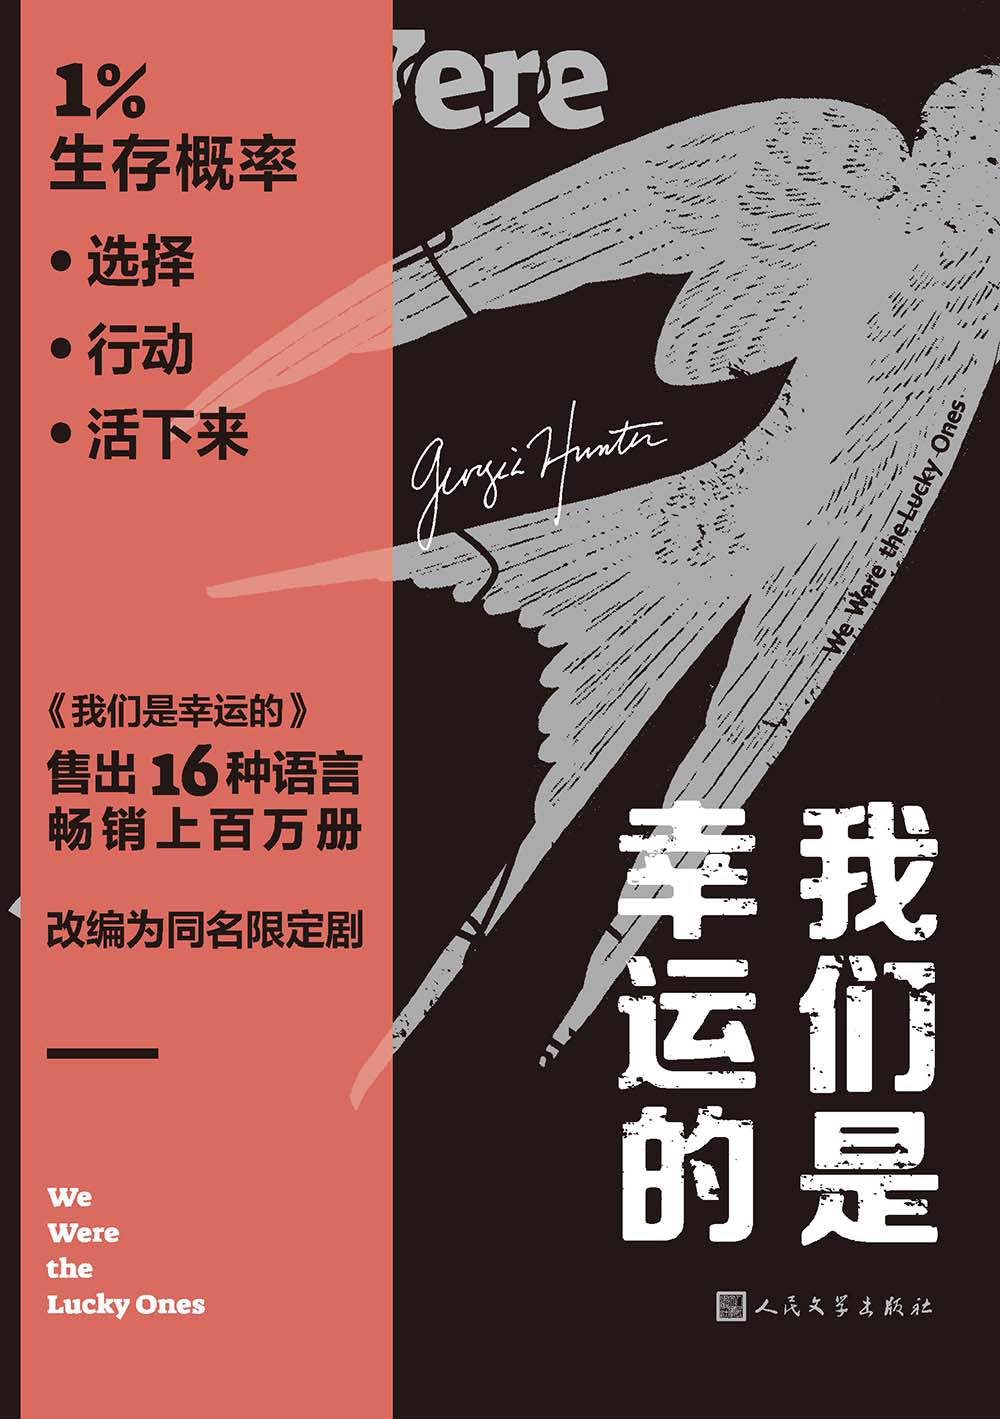 1%
生存概率
• 选择
• 行动
• 活下来
《我们是幸运的》
售出16种语言
畅销上百万册
改编为同名限定剧
We
Were
the
Lucky Ones
Were
Georgia Hunter
We Were the Lucky Ones
我们是
幸运的
人民文学出版社